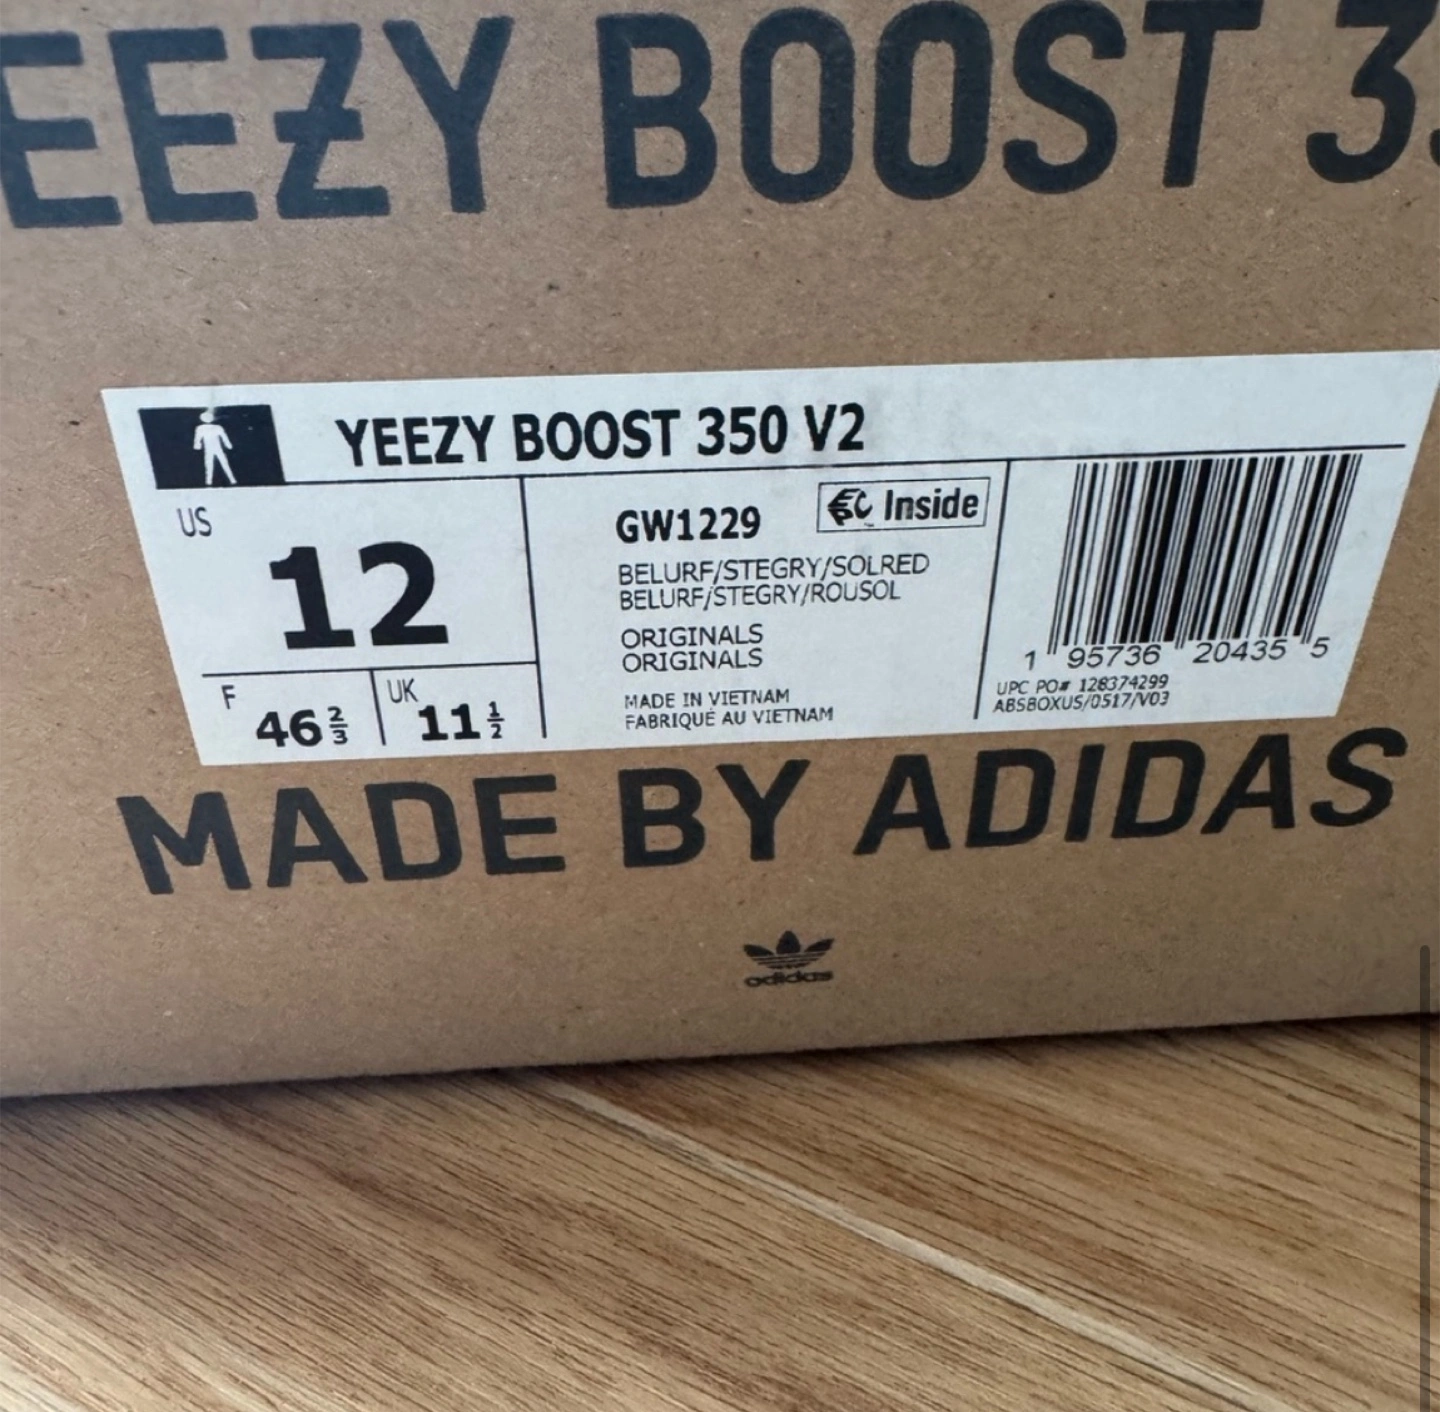 EEZY BOOST 3
YEEZY BOOST 350 V2
US
12
F
46 2/3
UK
11 1/2
GW1229
EPC Inside
BELURF/STEGRY/SOLRED
BELURF/STEGRY/ROUSOL
ORIGINALS
ORIGINALS
MADE IN VIETNAM
FABRIQUÉ AU VIETNAM
1 95736 20435 5
UPC PO# 128374299
ABSBOXUS/0517/V03
MADE BY ADIDAS
adidas